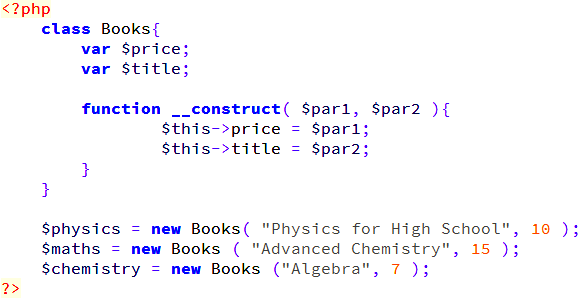 <?php
    class Books{
        var $price;
        var $title;

        function __construct( $par1, $par2 ){
                $this->price = $par1;
                $this->title = $par2;
        }
    }

    $physics = new Books( "Physics for High School", 10 );
    $maths = new Books ( "Advanced Chemistry", 15 );
    $chemistry = new Books ("Algebra", 7 );
?>